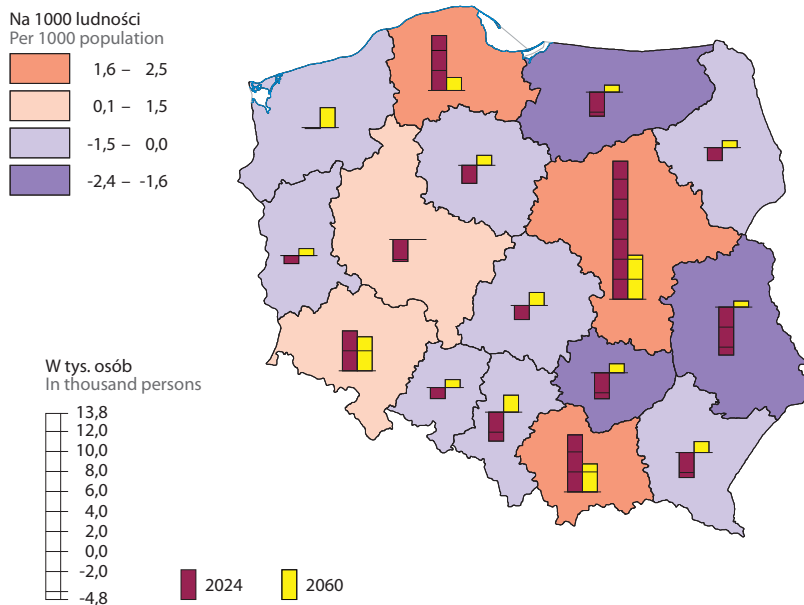 Na 1000 ludności
Per 1000 population
1,6 – 2,5
0,1 – 1,5
-1,5 – 0,0
-2,4 – -1,6
W tys. osób
In thousand persons
13,8
12,0
10,0
8,0
6,0
4,0
2,0
0,0
-2,0
-4,8
2024
2060